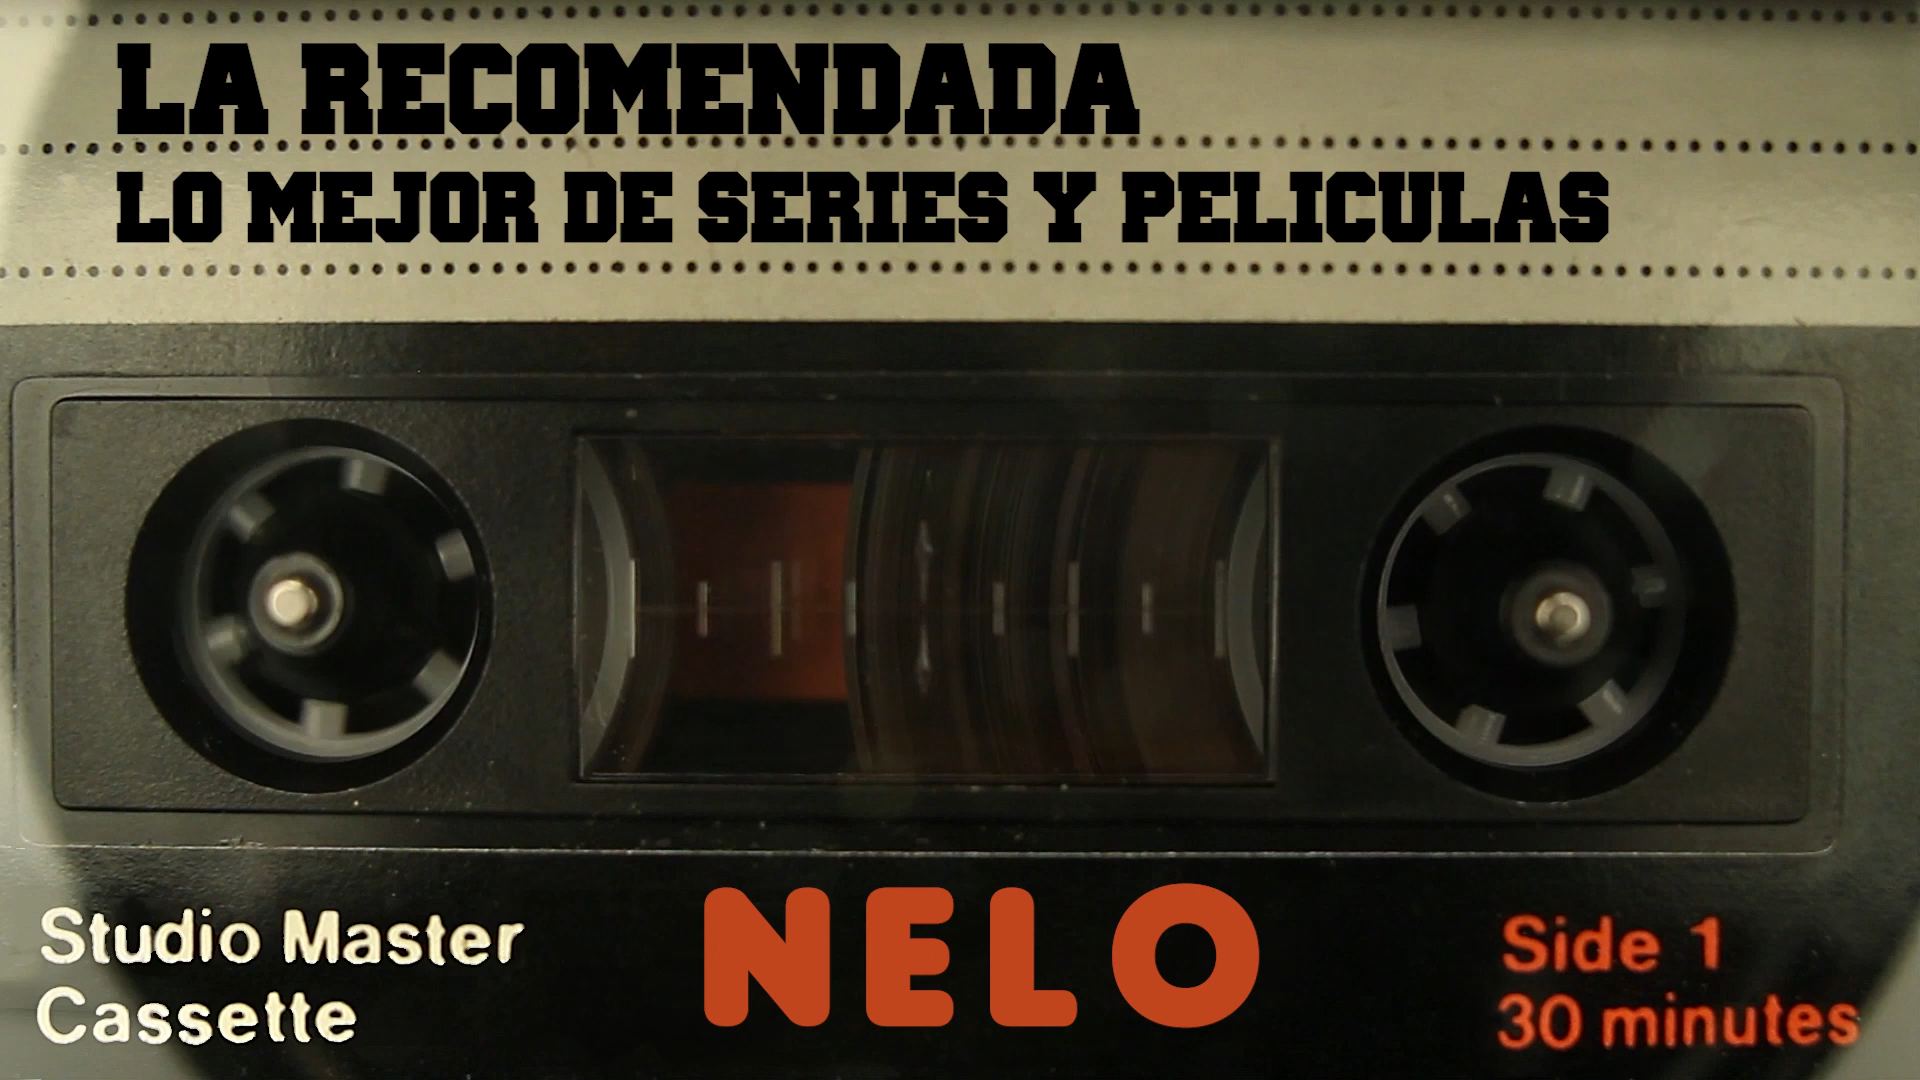 LA RECOMENDADA
LO MEJOR DE SERIES Y PELICULAS
Studio Master
Cassette
NELO
Side 1
30 minutes